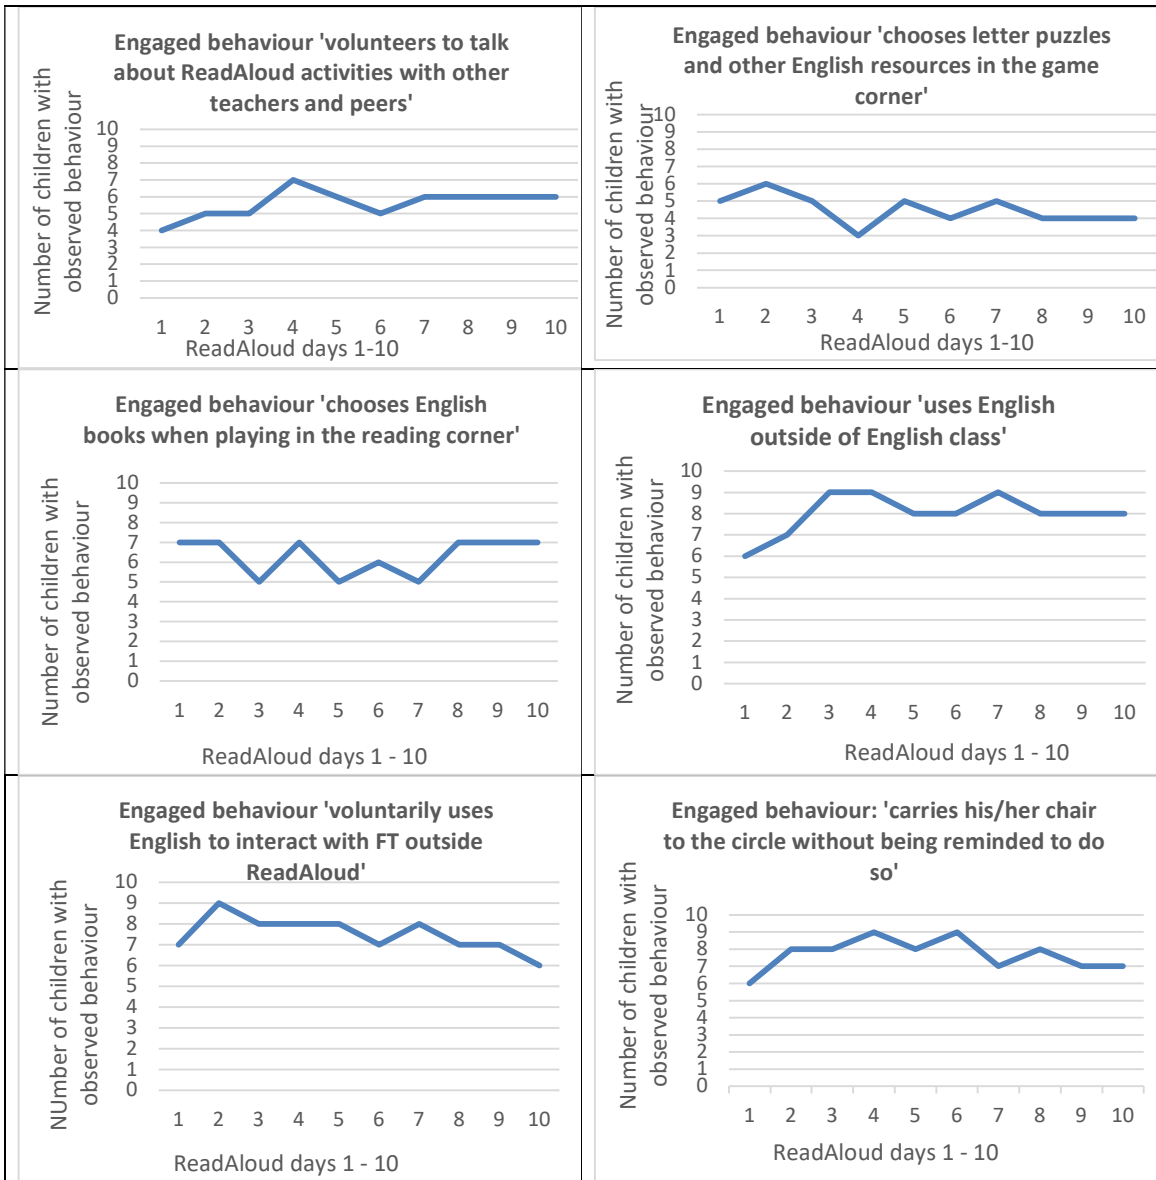 Engaged behaviour 'volunteers to talk
about ReadAloud activities with other
teachers and peers'
Number of children with
observed behaviour
10
9
8
7
6
5
4
3
2
1
0
1 2 3 4 5 6 7 8 9 10
ReadAloud days 1-10
Engaged behaviour 'chooses letter puzzles
and other English resources in the game
corner'
Number of children with
observed behaviour
10
9
8
7
6
5
4
3
2
1
0
1 2 3 4 5 6 7 8 9 10
ReadAloud days 1-10
Engaged behaviour 'chooses English
books when playing in the reading corner'
Number of children with
observed behaviour
10
9
8
7
6
5
4
3
2
1
0
1 2 3 4 5 6 7 8 9 10
ReadAloud days 1 - 10
Engaged behaviour 'uses English
outside of English class'
Number of children with
observed behaviour
10
9
8
7
6
5
4
3
2
1
0
1 2 3 4 5 6 7 8 9 10
ReadAloud days 1 - 10
Engaged behaviour 'voluntarily uses
English to interact with FT outside
ReadAloud'
NUmber of children with
observed behaviour
10
9
8
7
6
5
4
3
2
1
0
1 2 3 4 5 6 7 8 9 10
ReadAloud days 1 - 10
Engaged behaviour: 'carries his/her chair
to the circle without being reminded to do
so'
Number of children with
observed behaviour
10
9
8
7
6
5
4
3
2
1
0
1 2 3 4 5 6 7 8 9 10
ReadAloud days 1 - 10